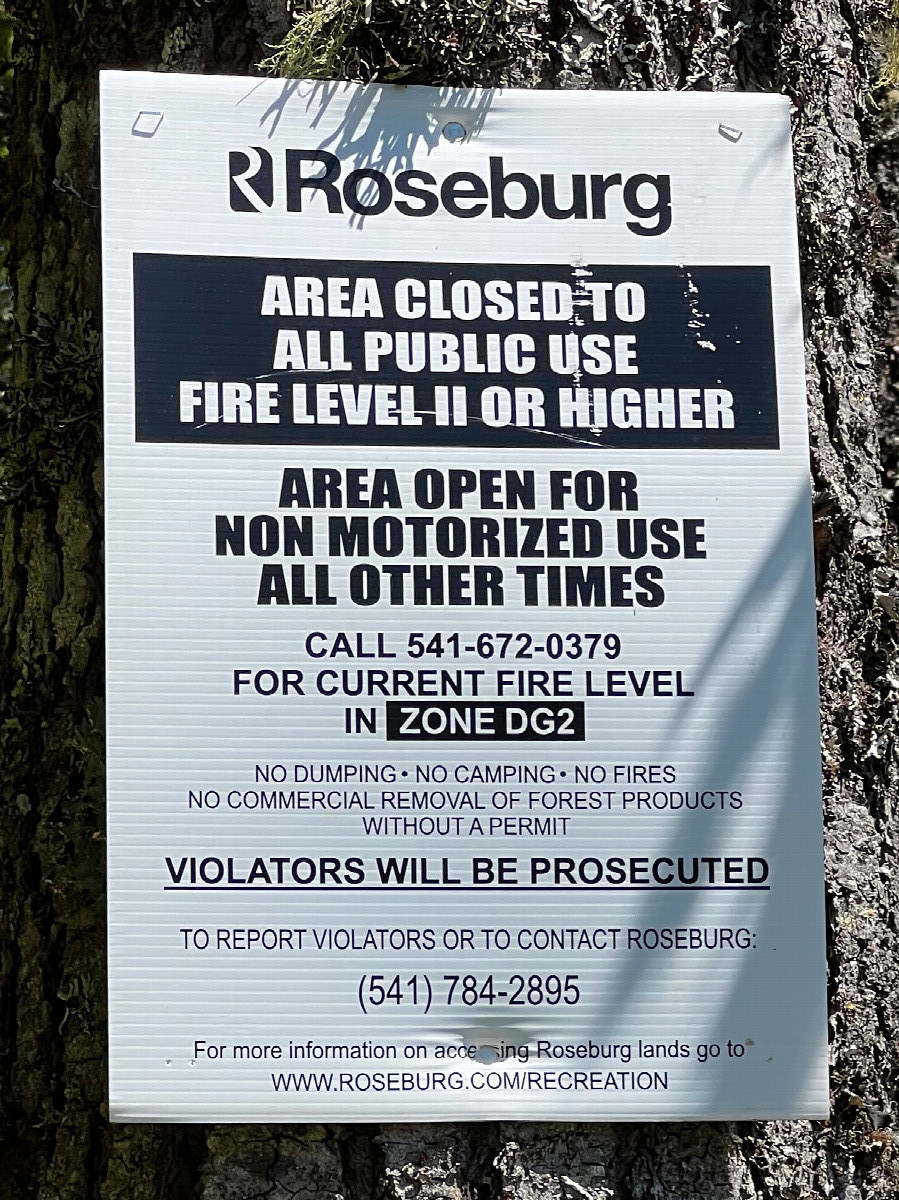 Roseburg
AREA CLOSED TO
ALL PUBLIC USE
FIRE LEVEL II OR HIGHER
AREA OPEN FOR
NON MOTORIZED USE
ALL OTHER TIMES
CALL 541-672-0379
FOR CURRENT FIRE LEVEL
IN ZONE DG2
NO DUMPING • NO CAMPING • NO FIRES
NO COMMERCIAL REMOVAL OF FOREST PRODUCTS
WITHOUT A PERMIT
VIOLATORS WILL BE PROSECUTED
TO REPORT VIOLATORS OR TO CONTACT ROSEBURG:
(541) 784-2895
For more information on accessing Roseburg lands go to
WWW.ROSEBURG.COM/RECREATION